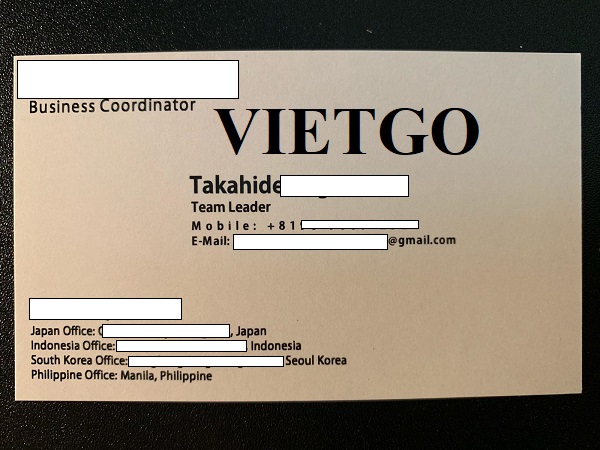 Business Coordinator
VIETGO
Takahide
Team Leader
Mobile: +81
E-Mail: @gmail.com
Japan Office: , Japan
Indonesia Office: Indonesia
South Korea Office: Seoul Korea
Philippine Office: Manila, Philippine